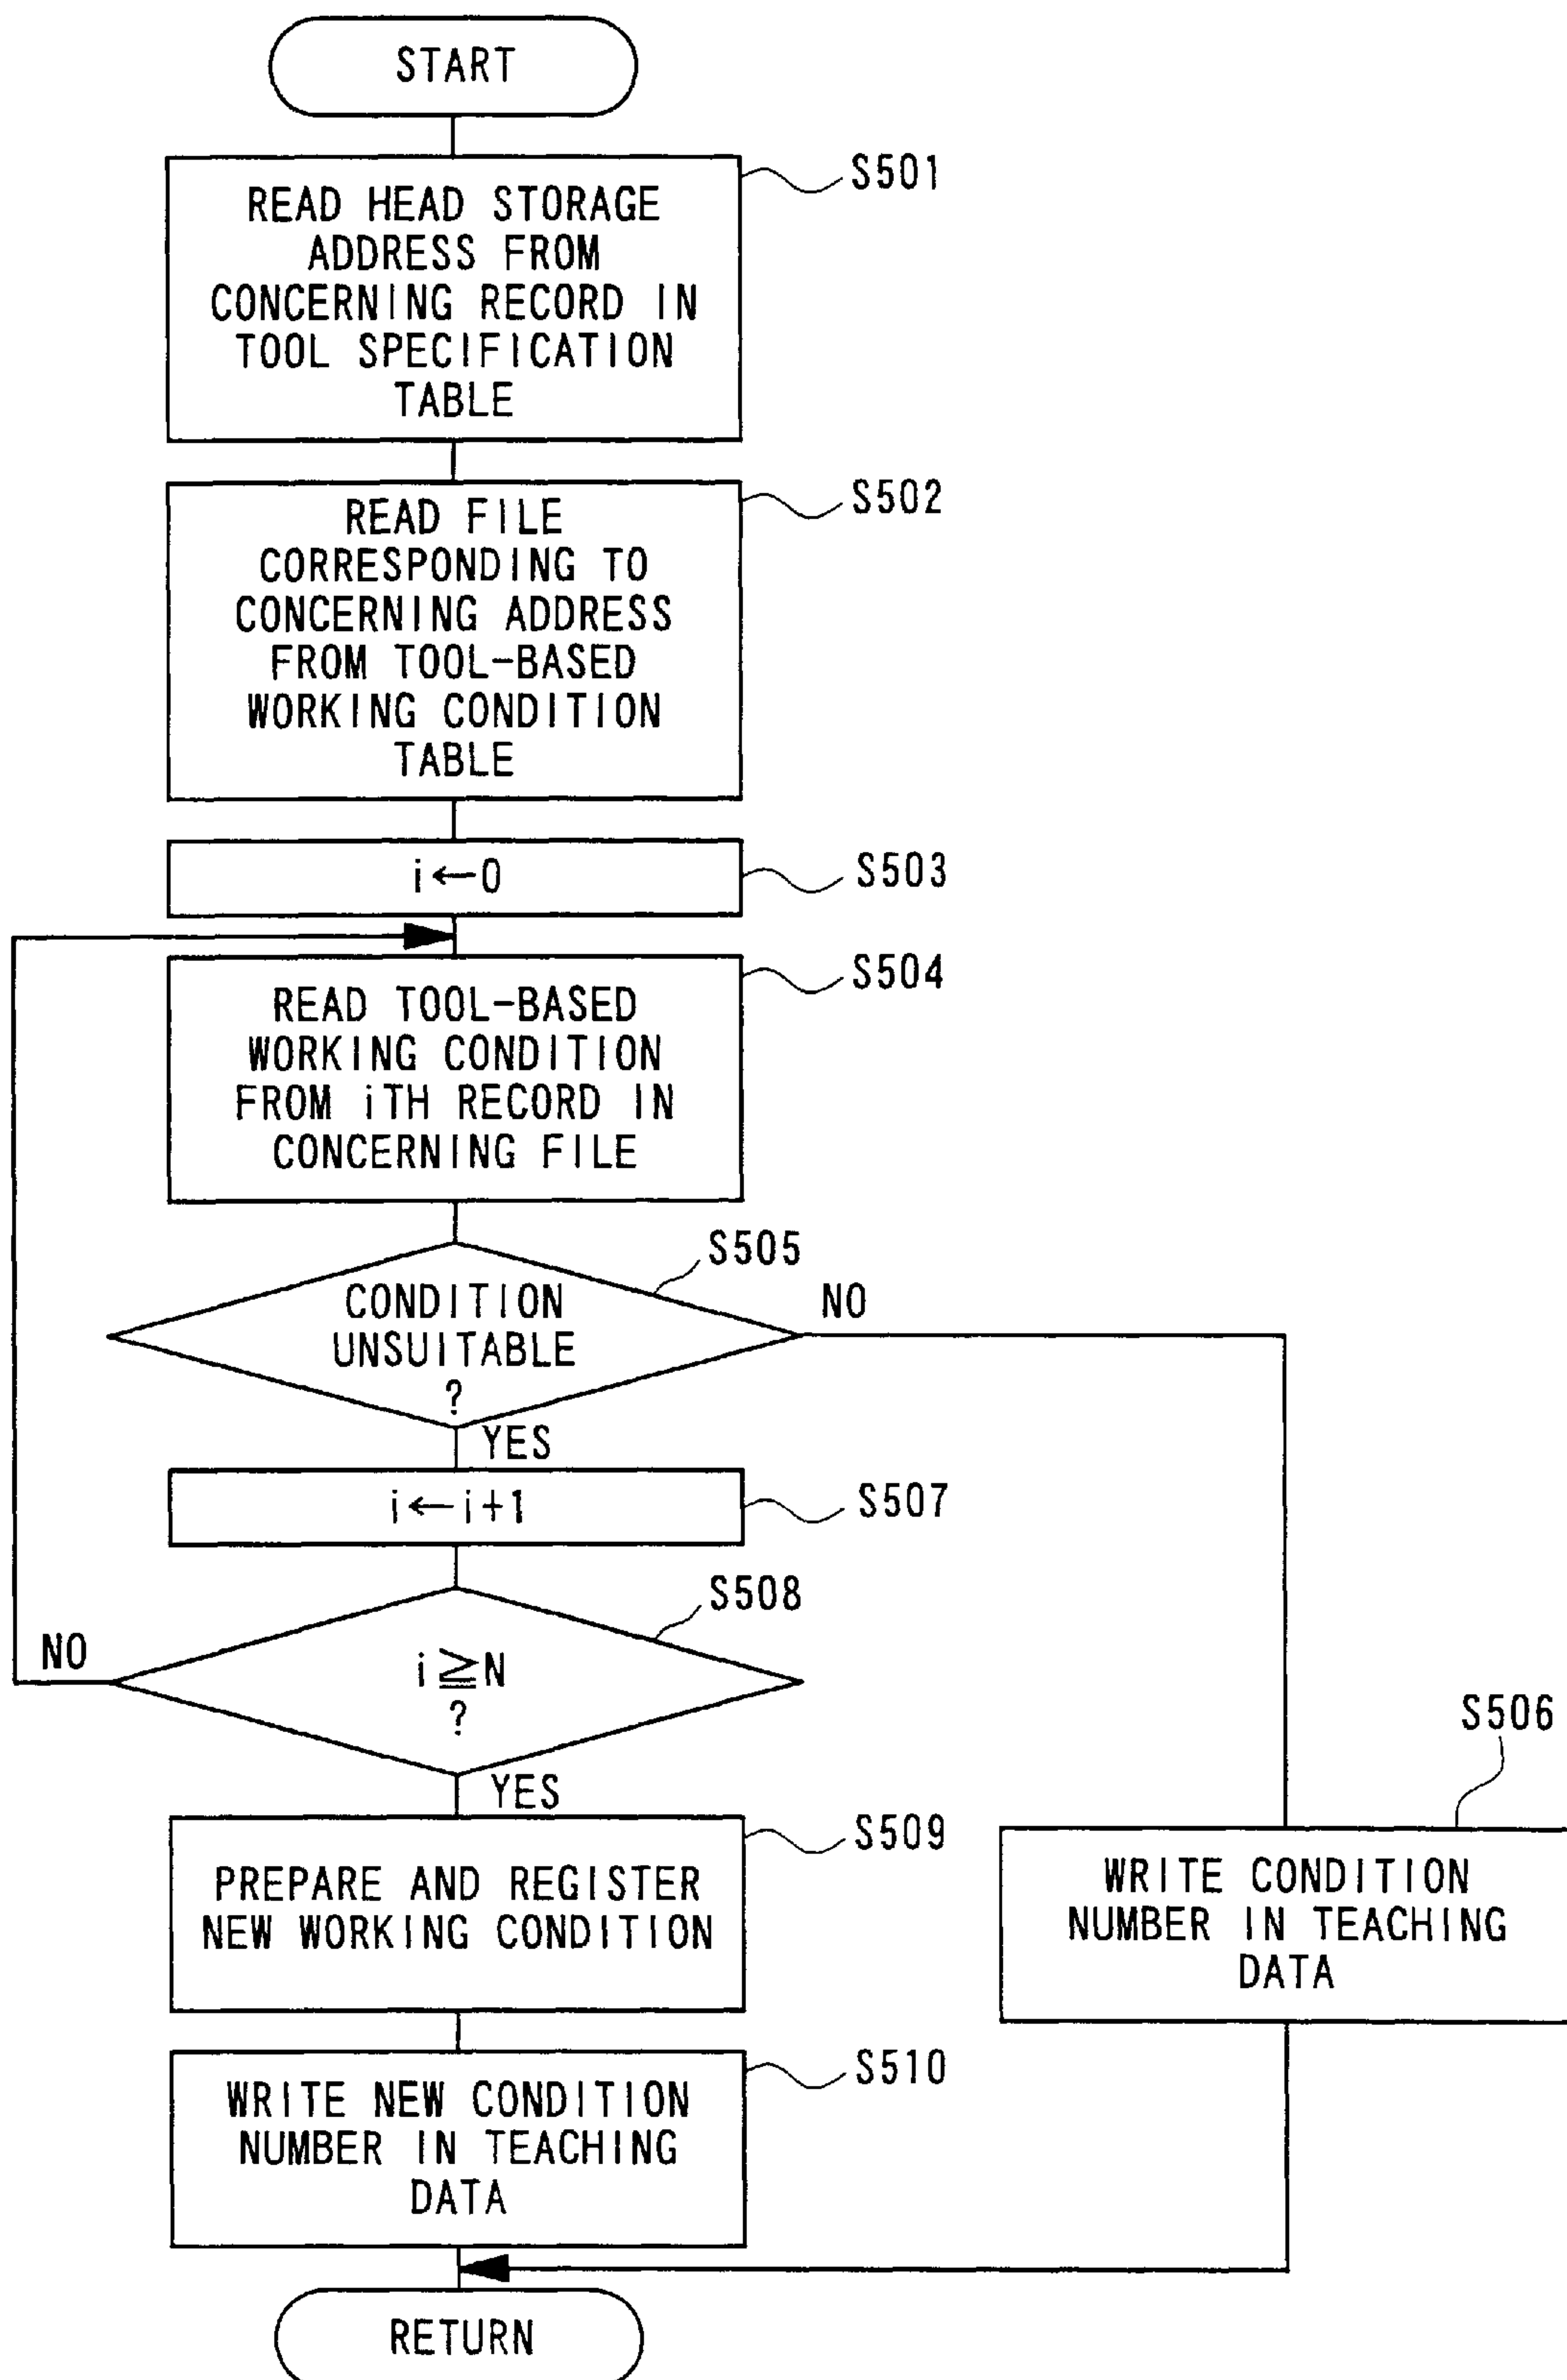 START
S501
READ HEAD STORAGE
ADDRESS FROM
CONCERNING RECORD IN
TOOL SPECIFICATION
TABLE
S502
READ FILE
CORRESPONDING TO
CONCERNING ADDRESS
FROM TOOL-BASED
WORKING CONDITION
TABLE
i←0
S503
S504
READ TOOL-BASED
WORKING CONDITION
FROM iTH RECORD IN
CONCERNING FILE
S505
CONDITION
UNSUITABLE
?
NO
YES
i←i+1
S507
S508
NO
i≧N
?
YES
S506
S509
PREPARE AND REGISTER
NEW WORKING CONDITION
WRITE CONDITION
NUMBER IN TEACHING
DATA
S510
WRITE NEW CONDITION
NUMBER IN TEACHING
DATA
RETURN